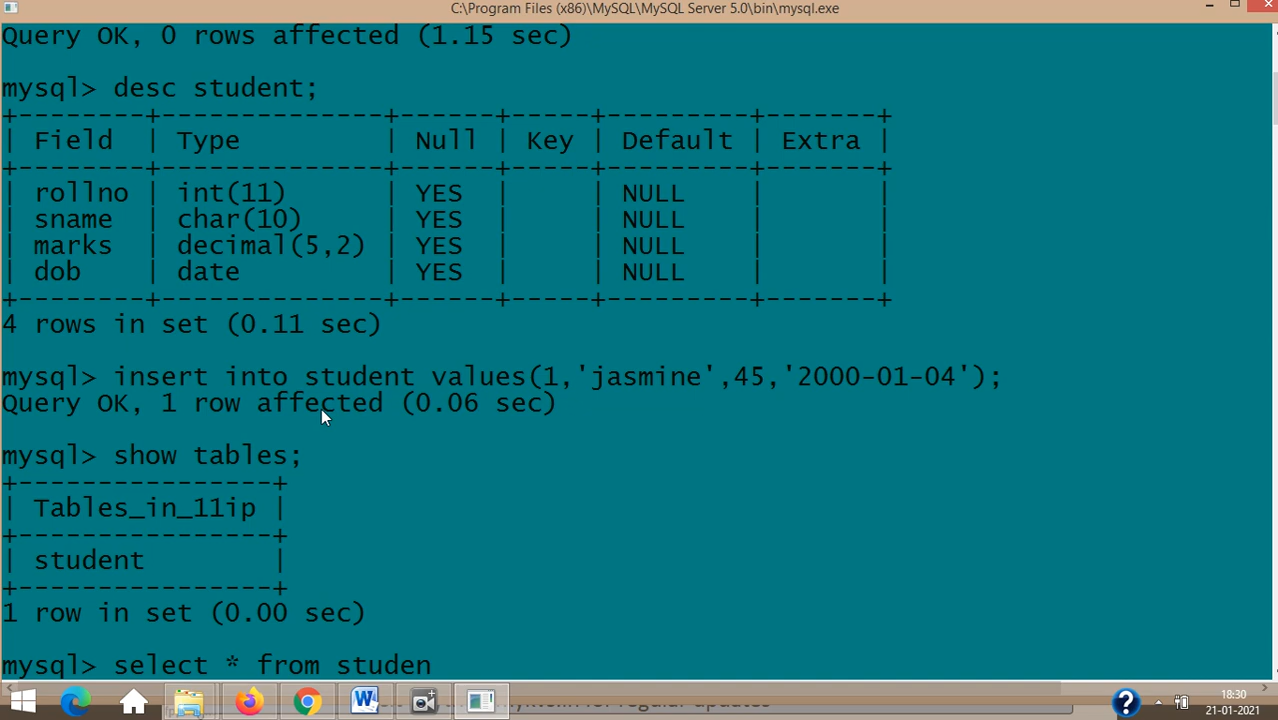 C:\Program Files (x86)\MySQL\MySQL Server 5.0\bin\mysql.exe
Query OK, 0 rows affected (1.15 sec)
mysql> desc student;
+--------+--------------+------+-----+---------+-------+
| Field  | Type         | Null | Key | Default | Extra |
+--------+--------------+------+-----+---------+-------+
| rollno | int(11)      | YES  |     | NULL    |       |
| sname  | char(10)     | YES  |     | NULL    |       |
| marks  | decimal(5,2) | YES  |     | NULL    |       |
| dob    | date         | YES  |     | NULL    |       |
+--------+--------------+------+-----+---------+-------+
4 rows in set (0.11 sec)
mysql> insert into student values(1,'jasmine',45,'2000-01-04');
Query OK, 1 row affected (0.06 sec)
mysql> show tables;
+----------------+
| Tables_in_11ip |
+----------------+
| student        |
+----------------+
1 row in set (0.00 sec)
mysql> select * from studen
for regular updates
18:30
21-01-2021